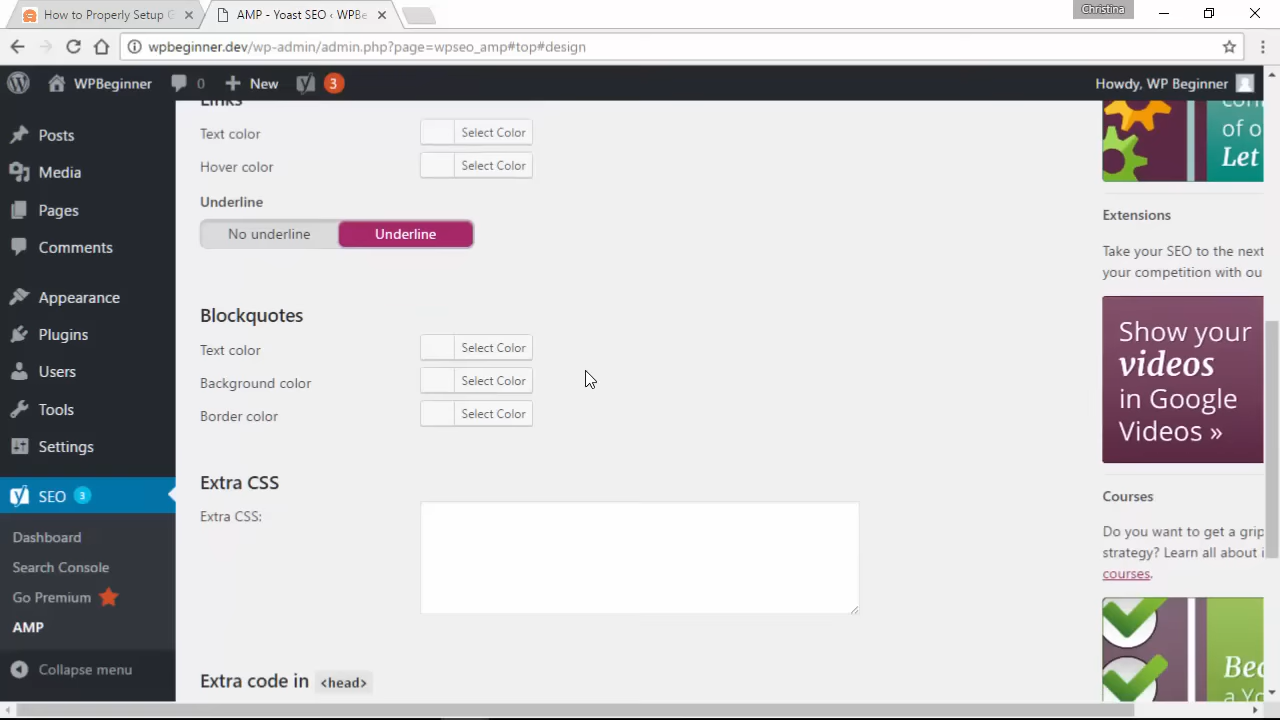 Christina
How to Properly Setup G
AMP - Yoast SEO ‹ WPBe
wpbeginner.dev/wp-admin/admin.php?page=wpseo_amp#top#design
WPBeginner
0
New
3
Howdy, WP Beginner
Posts
Media
Pages
Comments
Appearance
Plugins
Users
Tools
Settings
SEO 3
Dashboard
Search Console
Go Premium
AMP
Collapse menu
Links
Text color
Select Color
Hover color
Select Color
Underline
No underline
Underline
Blockquotes
Text color
Select Color
Background color
Select Color
Border color
Select Color
Extra CSS
Extra CSS:
Extra code in <head>
of o
Let
Extensions
Take your SEO to the next
your competition with ou
Show your
videos
in Google
Videos »
Courses
Do you want to get a grip
strategy? Learn all about i
courses.
Bec
a Yo